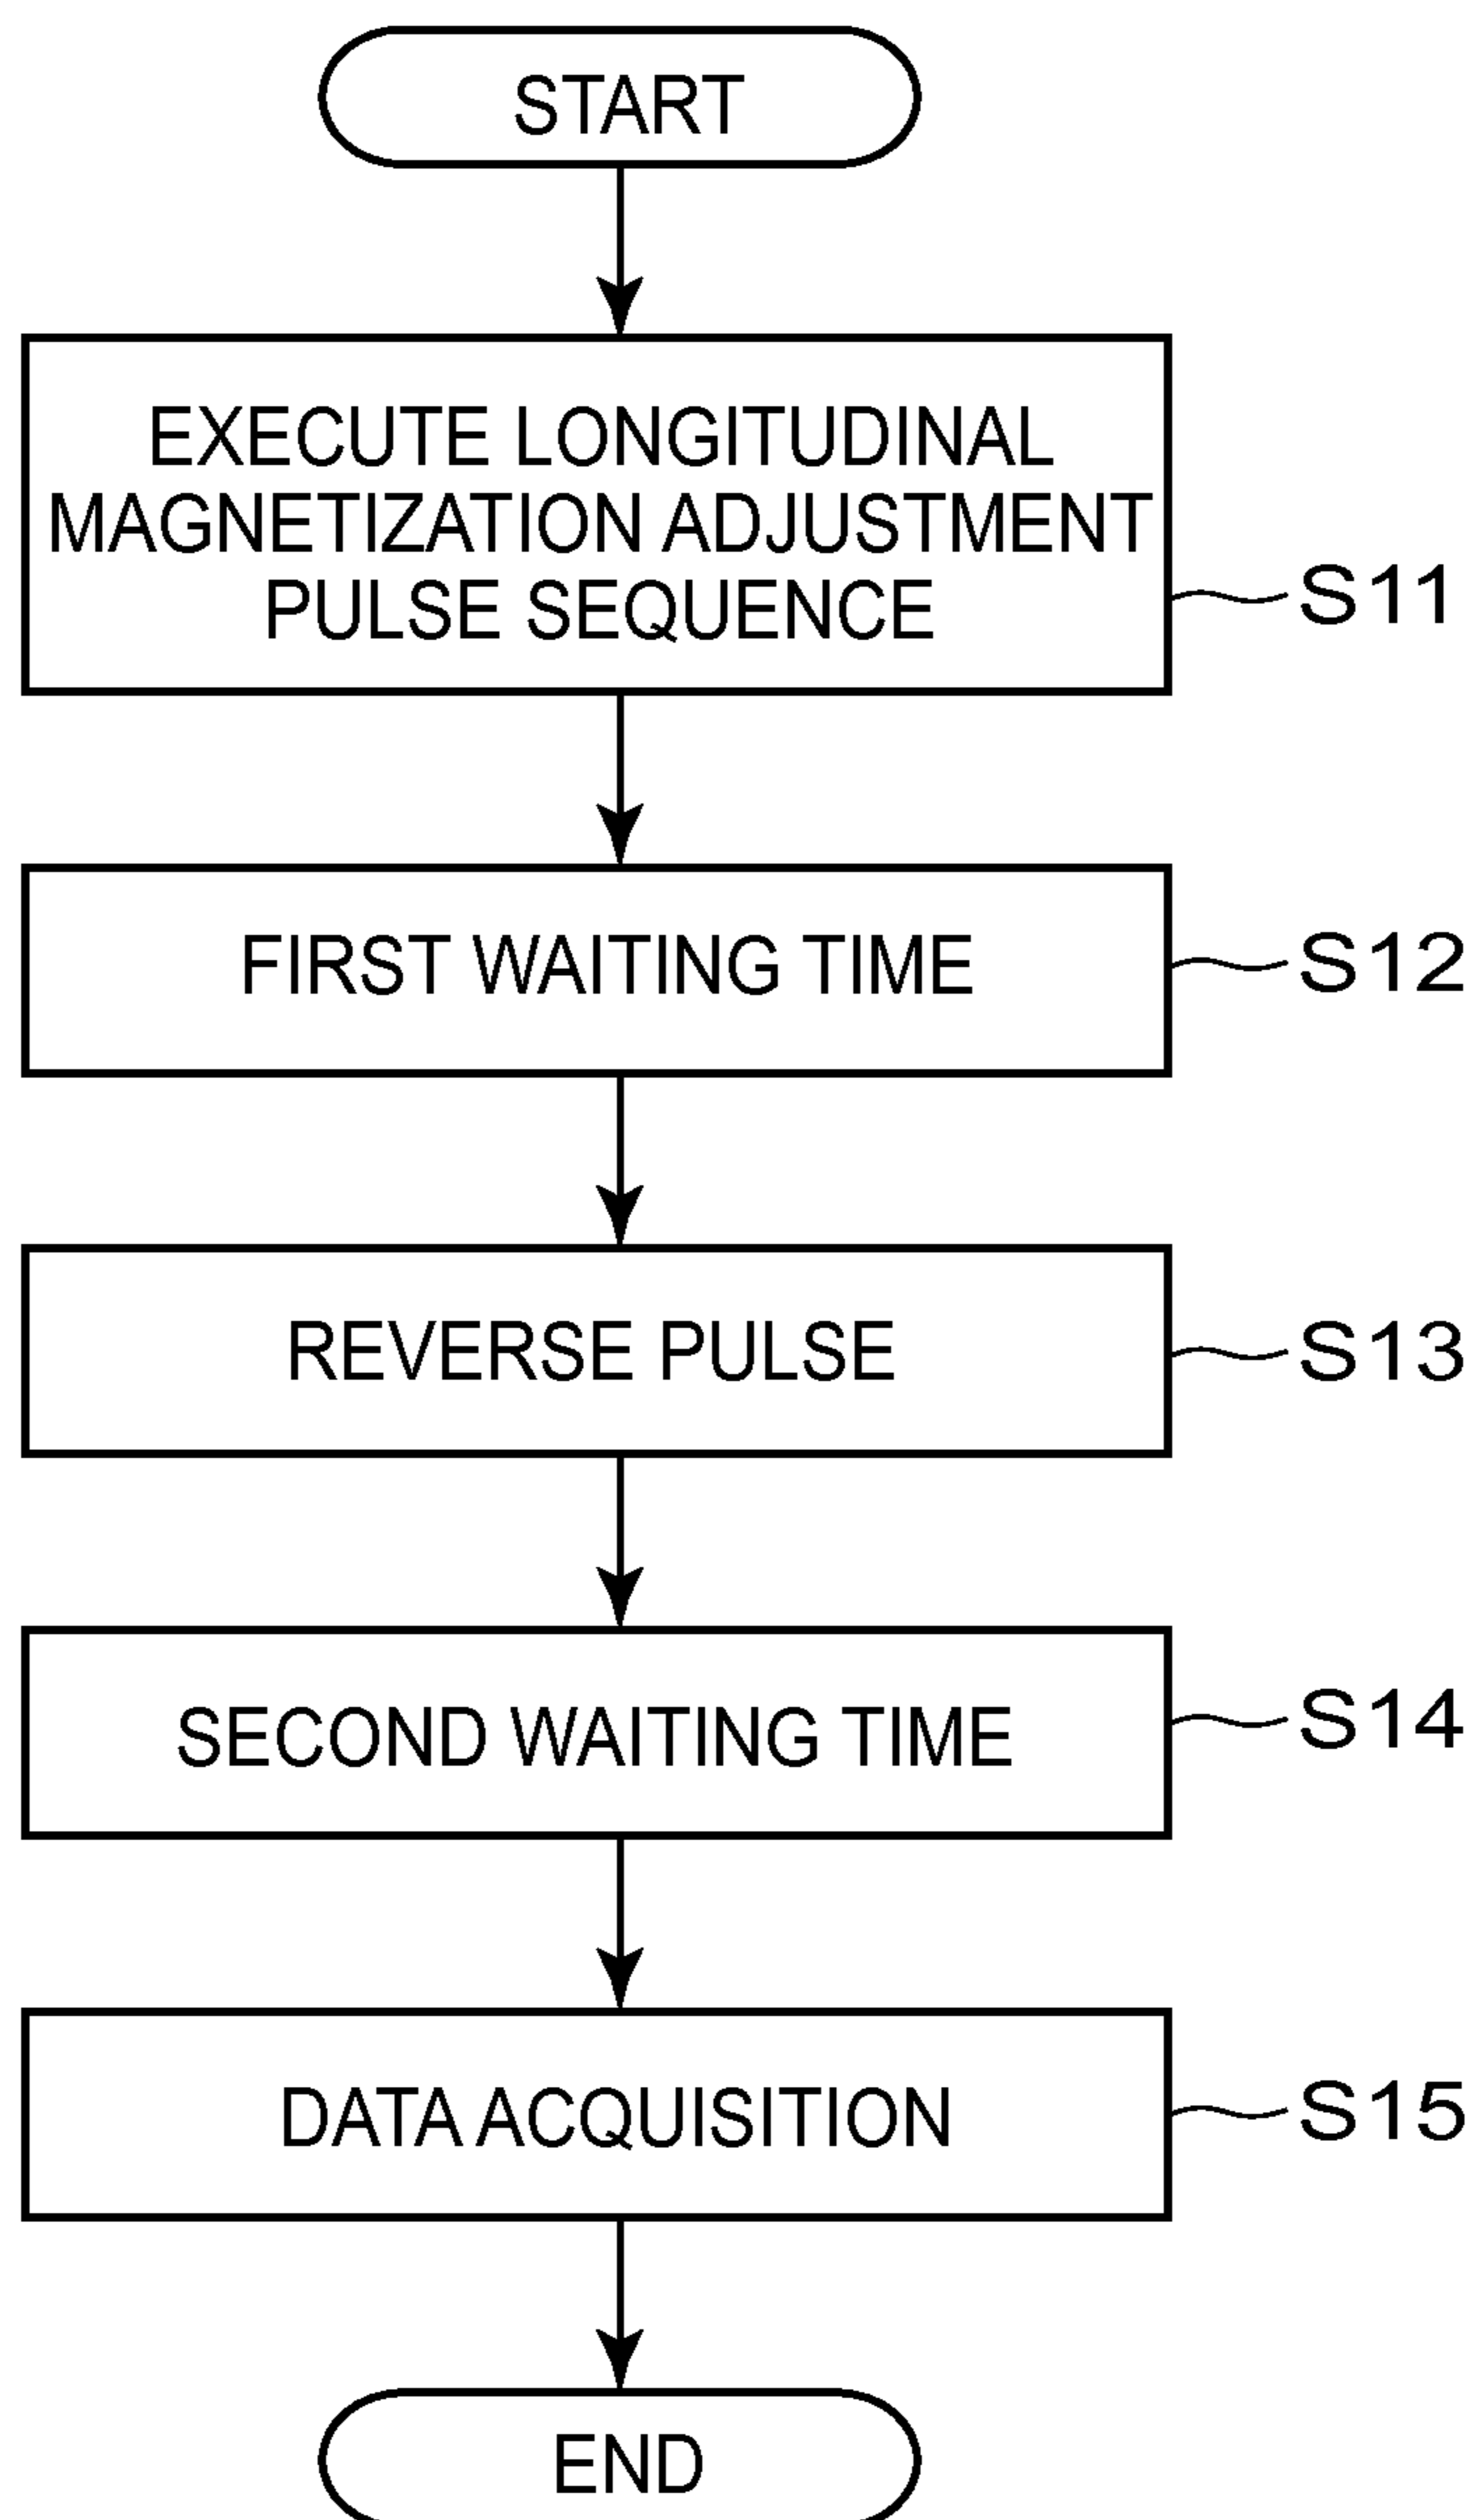 START
EXECUTE LONGITUDINAL
MAGNETIZATION ADJUSTMENT
PULSE SEQUENCE
S11
FIRST WAITING TIME
S12
REVERSE PULSE
S13
SECOND WAITING TIME
S14
DATA ACQUISITION
S15
END